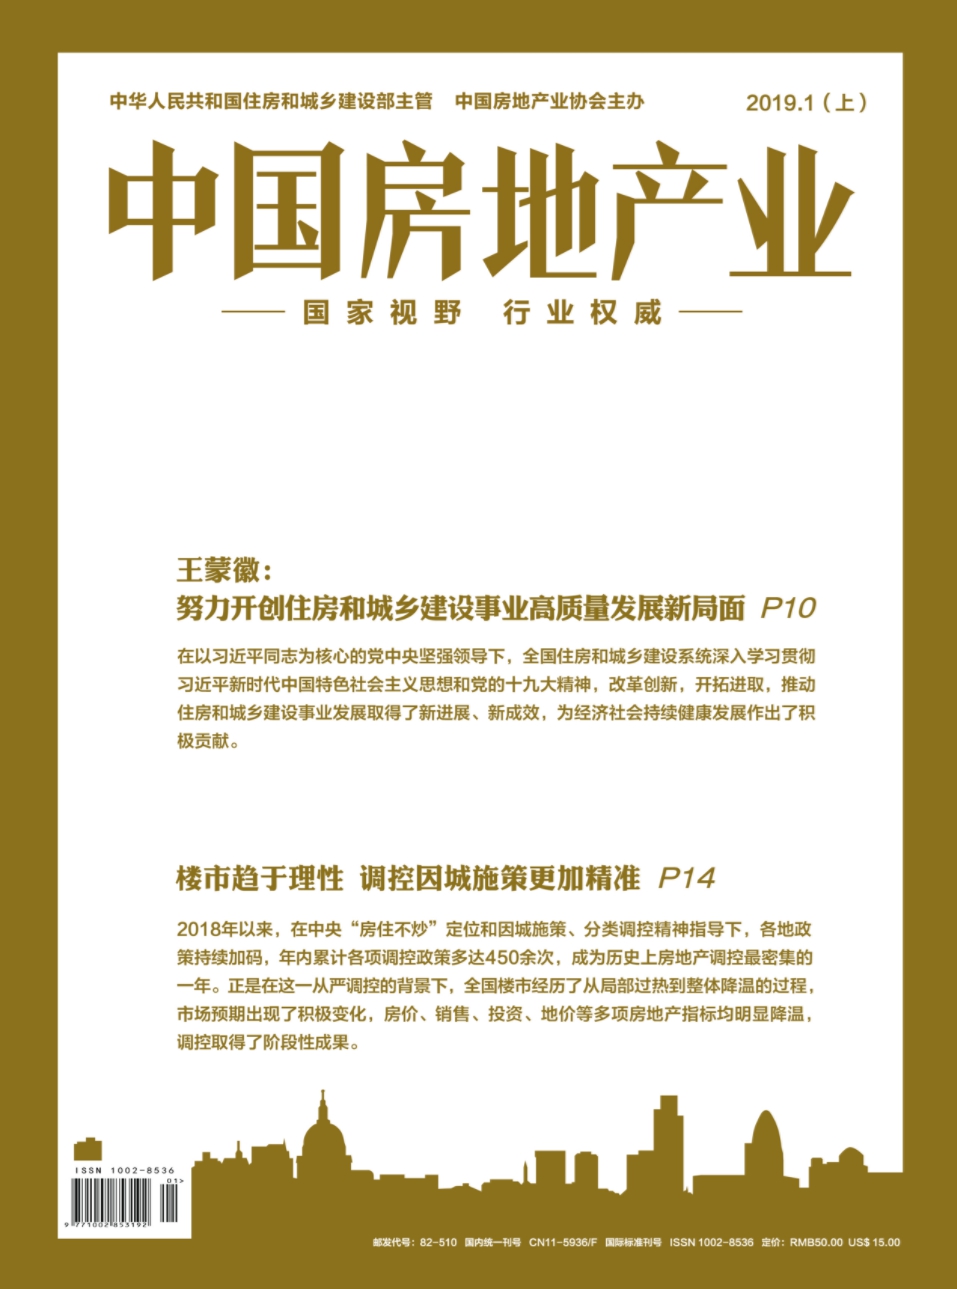 中华人民共和国住房和城乡建设部主管 中国房地产业协会主办 2019.1（上）
中国房地产业
国家视野 行业权威
王蒙徽：
努力开创住房和城乡建设事业高质量发展新局面 P10
在以习近平同志为核心的党中央坚强领导下，全国住房和城乡建设系统深入学习贯彻
习近平新时代中国特色社会主义思想和党的十九大精神，改革创新，开拓进取，推动
住房和城乡建设事业发展取得了新进展、新成效，为经济社会持续健康发展作出了积
极贡献。
楼市趋于理性 调控因城施策更加精准 P14
2018年以来，在中央“房住不炒”定位和因城施策、分类调控精神指导下，各地政
策持续加码，年内累计各项调控政策多达450余次，成为历史上房地产调控最密集的
一年。正是在这一从严调控的背景下，全国楼市经历了从局部过热到整体降温的过程，
市场预期出现了积极变化，房价、销售、投资、地价等多项房地产指标均明显降温，
调控取得了阶段性成果。
ISSN 1002-8536
01>
9 771002 853192
邮发代号：82-510 国内统一刊号 CN11-5936/F 国际标准刊号 ISSN 1002-8536 定价：RMB50.00 US$ 15.00